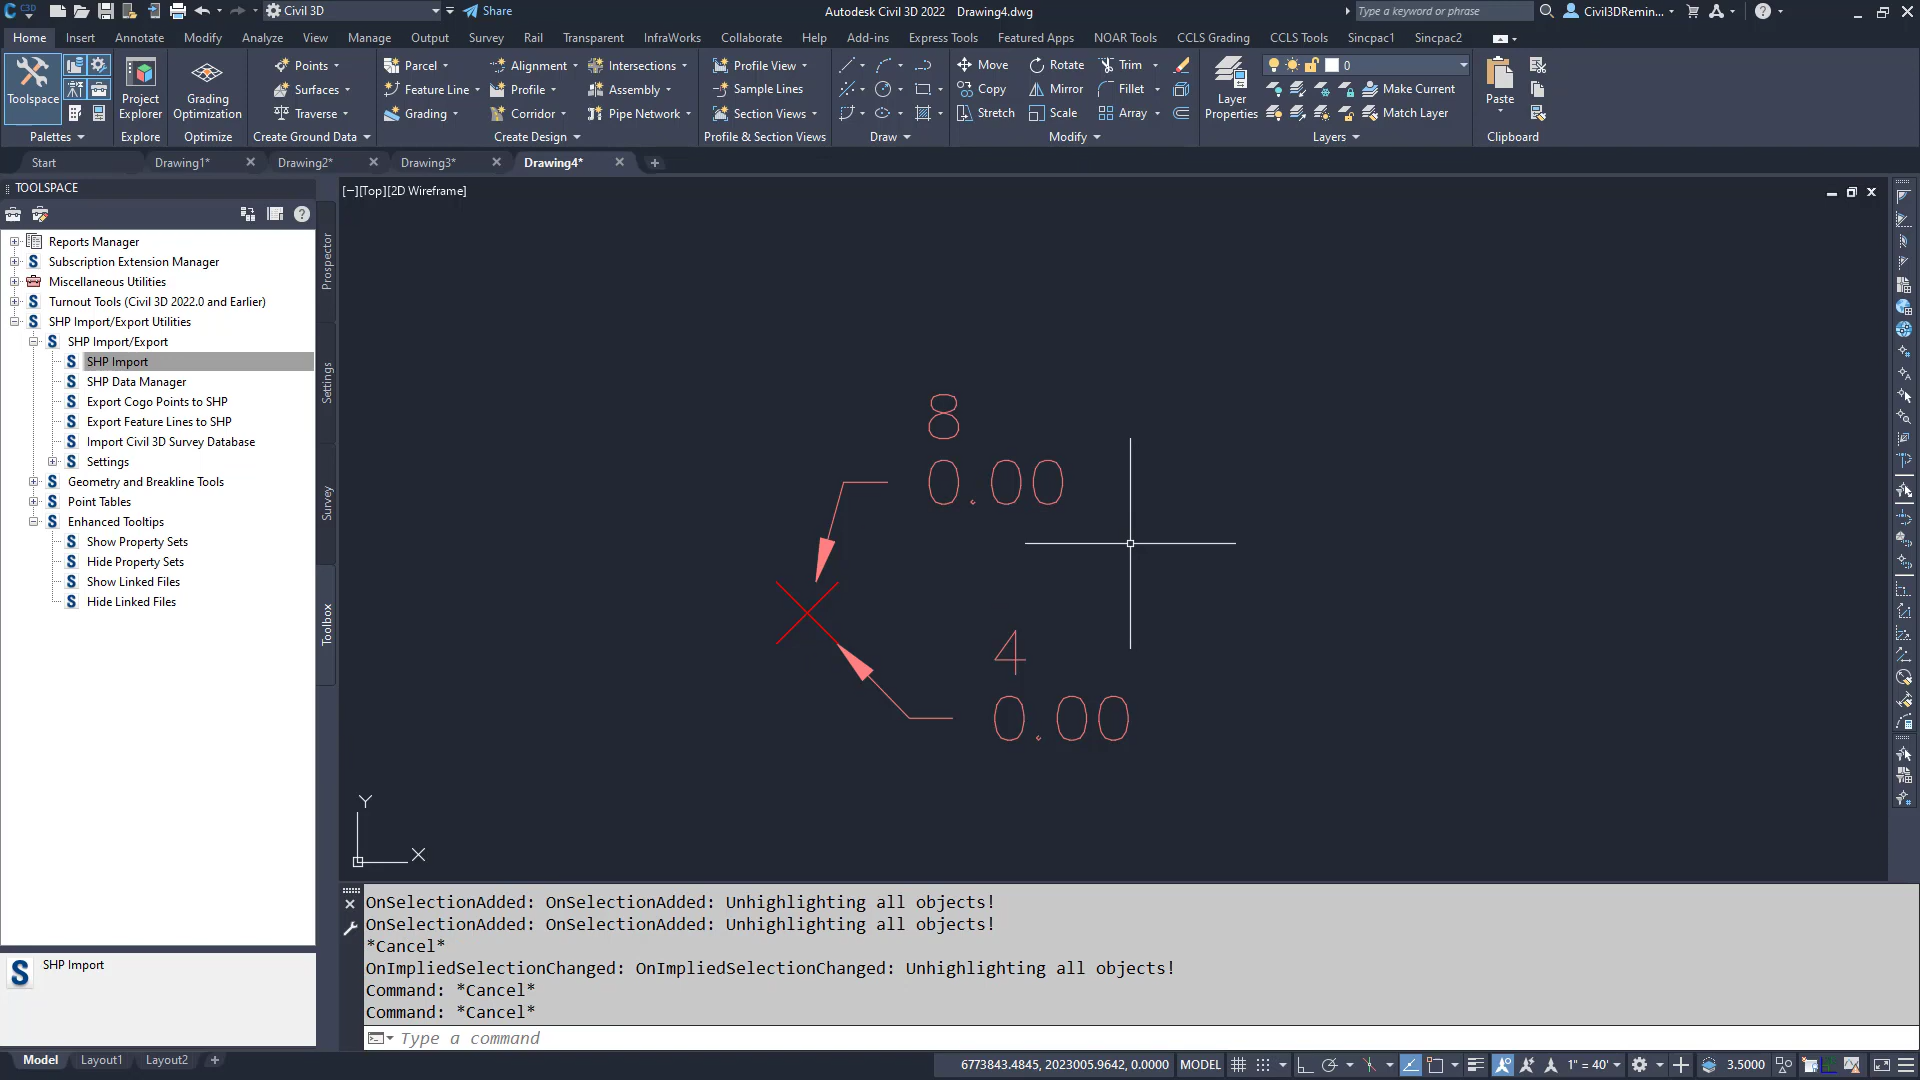 C3D Civil 3D Share Autodesk Civil 3D 2022 Drawing4.dwg Type a keyword or phrase Civil3DRemin...
Home Insert Annotate Modify Analyze View Manage Output Survey Rail Transparent InfraWorks Collaborate Help Add-ins Express Tools Featured Apps NOAR Tools CCLS Grading CCLS Tools Sincpac1 Sincpac2
Points Parcel Alignment Intersections Profile View Move Rotate Trim 0
Toolspace Project Explorer Grading Optimization Surfaces Feature Line Profile Assembly Sample Lines Copy Mirror Fillet Layer Properties Make Current Paste
Traverse Grading Corridor Pipe Network Section Views Stretch Scale Array Match Layer
Palettes Explore Optimize Create Ground Data Create Design Profile & Section Views Draw Modify Layers Clipboard
Start Drawing1* Drawing2* Drawing3* Drawing4*
TOOLSPACE
[−][Top][2D Wireframe]
Reports Manager
Subscription Extension Manager
Miscellaneous Utilities
Turnout Tools (Civil 3D 2022.0 and Earlier)
SHP Import/Export Utilities
SHP Import/Export
SHP Import
SHP Data Manager
Export Cogo Points to SHP
Export Feature Lines to SHP
Import Civil 3D Survey Database
Settings
Geometry and Breakline Tools
Point Tables
Enhanced Tooltips
Show Property Sets
Hide Property Sets
Show Linked Files
Hide Linked Files
Prospector
Settings
Survey
Toolbox
8
0.00
4
0.00
Y
X
SHP Import
OnSelectionAdded: OnSelectionAdded: Unhighlighting all objects!
OnSelectionAdded: OnSelectionAdded: Unhighlighting all objects!
*Cancel*
OnImpliedSelectionChanged: OnImpliedSelectionChanged: Unhighlighting all objects!
Command: *Cancel*
Command: *Cancel*
Type a command
Model Layout1 Layout2
6773843.4845, 2023005.9642, 0.0000 MODEL 1" = 40' 3.5000